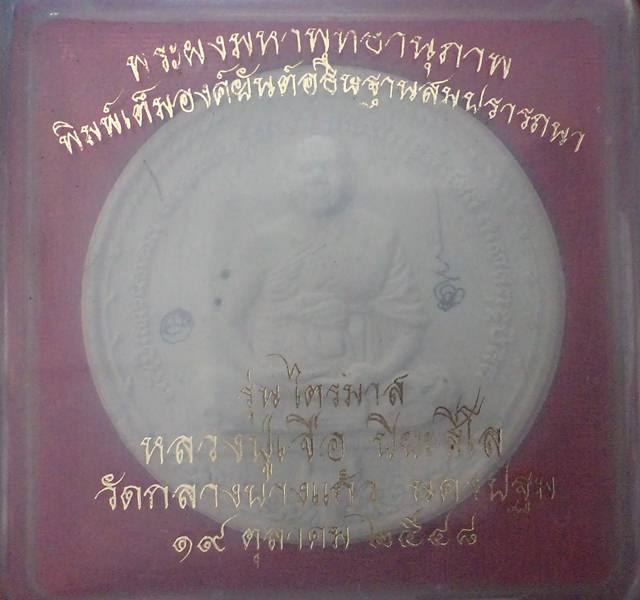 พระผงมหาพุทธานุภาพ
พิมพ์เต็มองค์ยันต์อธิษฐานสมปรารถนา
รุ่นไตรมาส
หลวงปู่เจือ ปิยสีโล
วัดกลางบางแก้ว นครปฐม
๑๙ ตุลาคม ๒๕๔๘